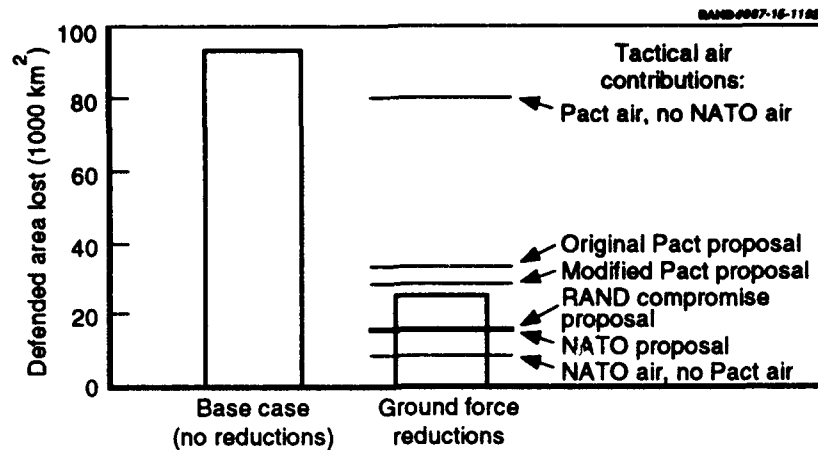 100
80
60
40
20
0
Defended area lost (1000 km²)
Tactical air
contributions:
Pact air, no NATO air
Original Pact proposal
Modified Pact proposal
RAND compromise
proposal
NATO proposal
NATO air, no Pact air
Base case
(no reductions)
Ground force
reductions